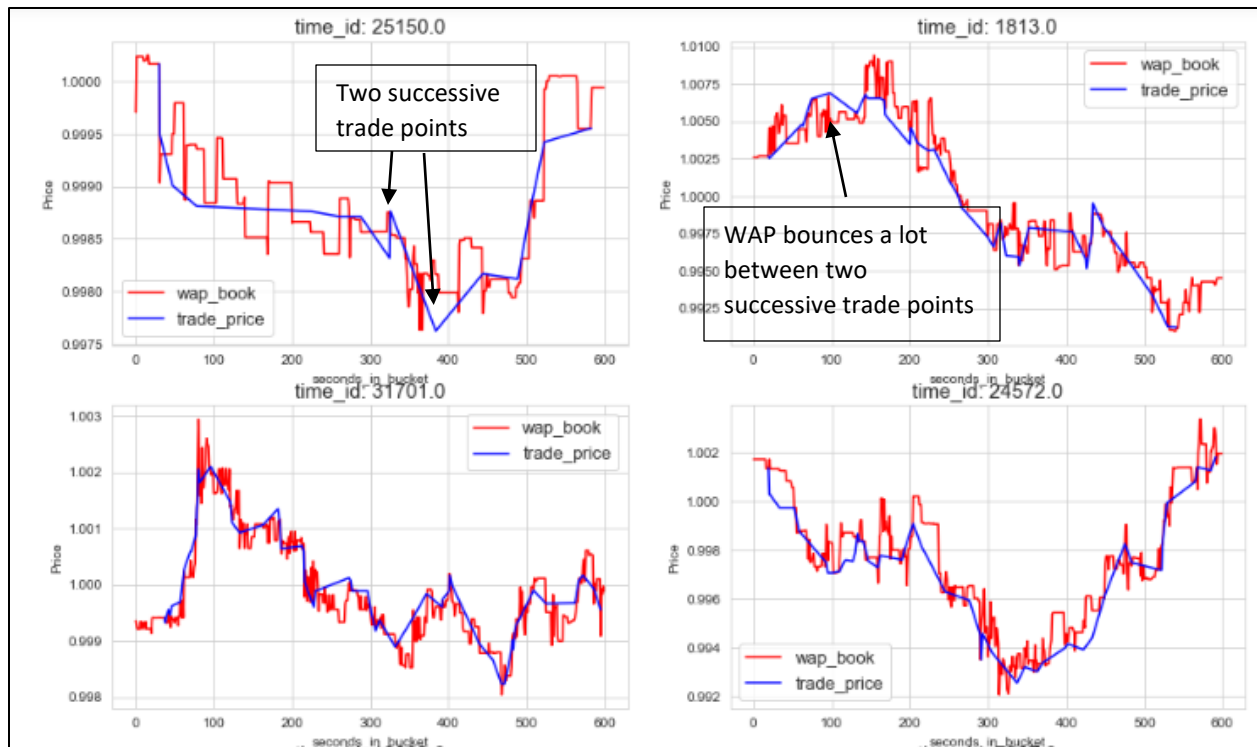 time_id: 25150.0
Two successive
trade points
1.0000
0.9995
0.9990
0.9985
0.9980
0.9975
Price
wap_book
trade_price
0 100 200 300 400 500 600
seconds_in_bucket
time_id: 1813.0
wap_book
trade_price
1.0100
1.0075
1.0050
1.0025
1.0000
0.9975
0.9950
0.9925
Price
WAP bounces a lot
between two
successive trade points
0 100 200 300 400 500 600
seconds_in_bucket
time_id: 31701.0
wap_book
trade_price
1.003
1.002
1.001
1.000
0.999
0.998
Price
0 100 200 300 400 500 600
seconds_in_bucket
time_id: 24572.0
1.002
1.000
0.998
0.996
0.994
0.992
Price
wap_book
trade_price
0 100 200 300 400 500 600
seconds_in_bucket